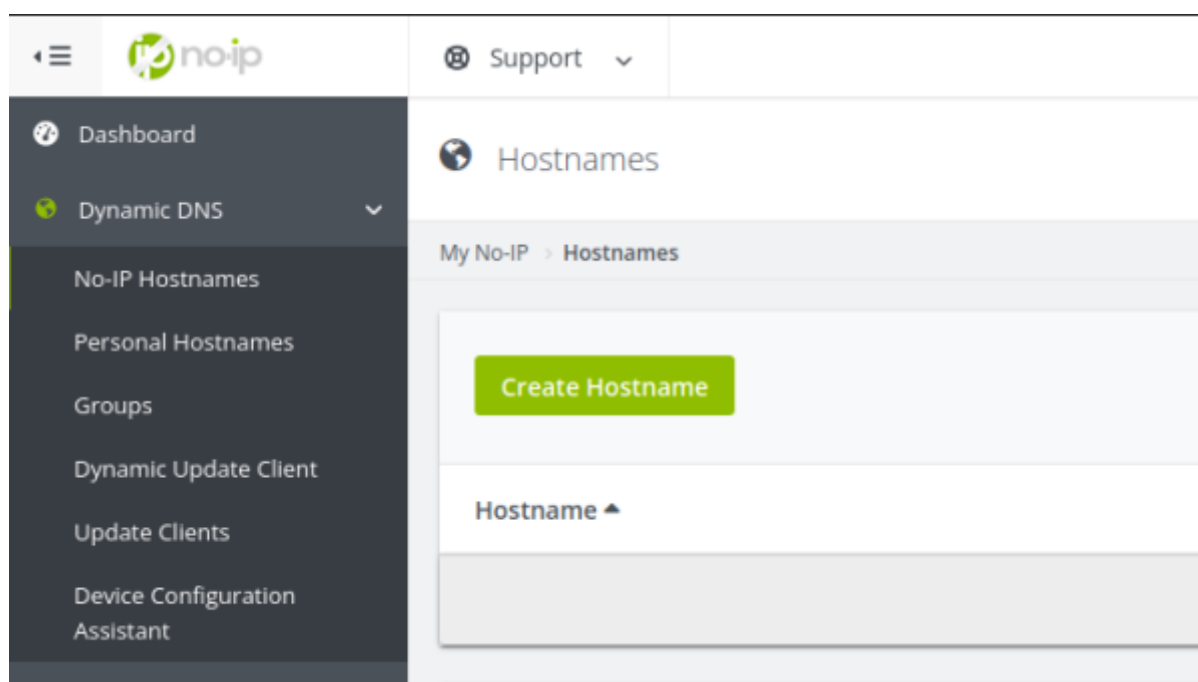 no-ip
Support
Dashboard
Hostnames
Dynamic DNS
My No-IP > Hostnames
No-IP Hostnames
Personal Hostnames
Create Hostname
Groups
Dynamic Update Client
Hostname
Update Clients
Device Configuration
Assistant